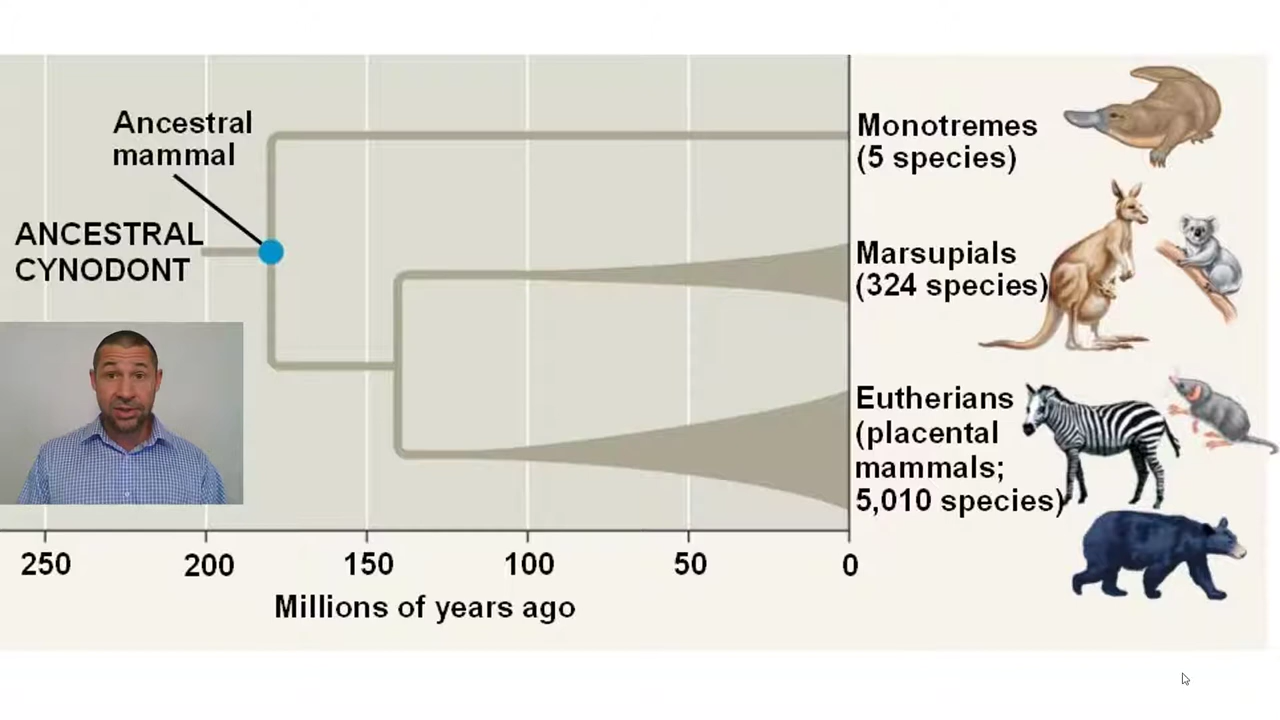 Ancestral
mammal
ANCESTRAL
CYNODONT
Monotremes
(5 species)
Marsupials
(324 species)
Eutherians
(placental
mammals;
5,010 species)
250 200 150 100 50 0
Millions of years ago